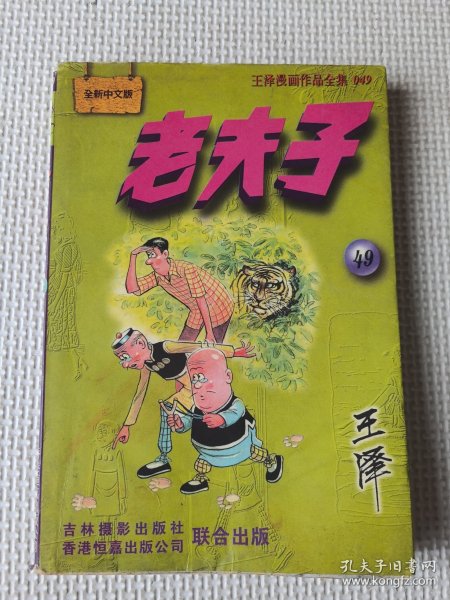 王泽漫画作品全集 049
全新中文版
老夫子
49
王泽
吉林摄影出版社
香港恒嘉出版公司
联合出版
孔夫子旧书网
www.kongfz.com